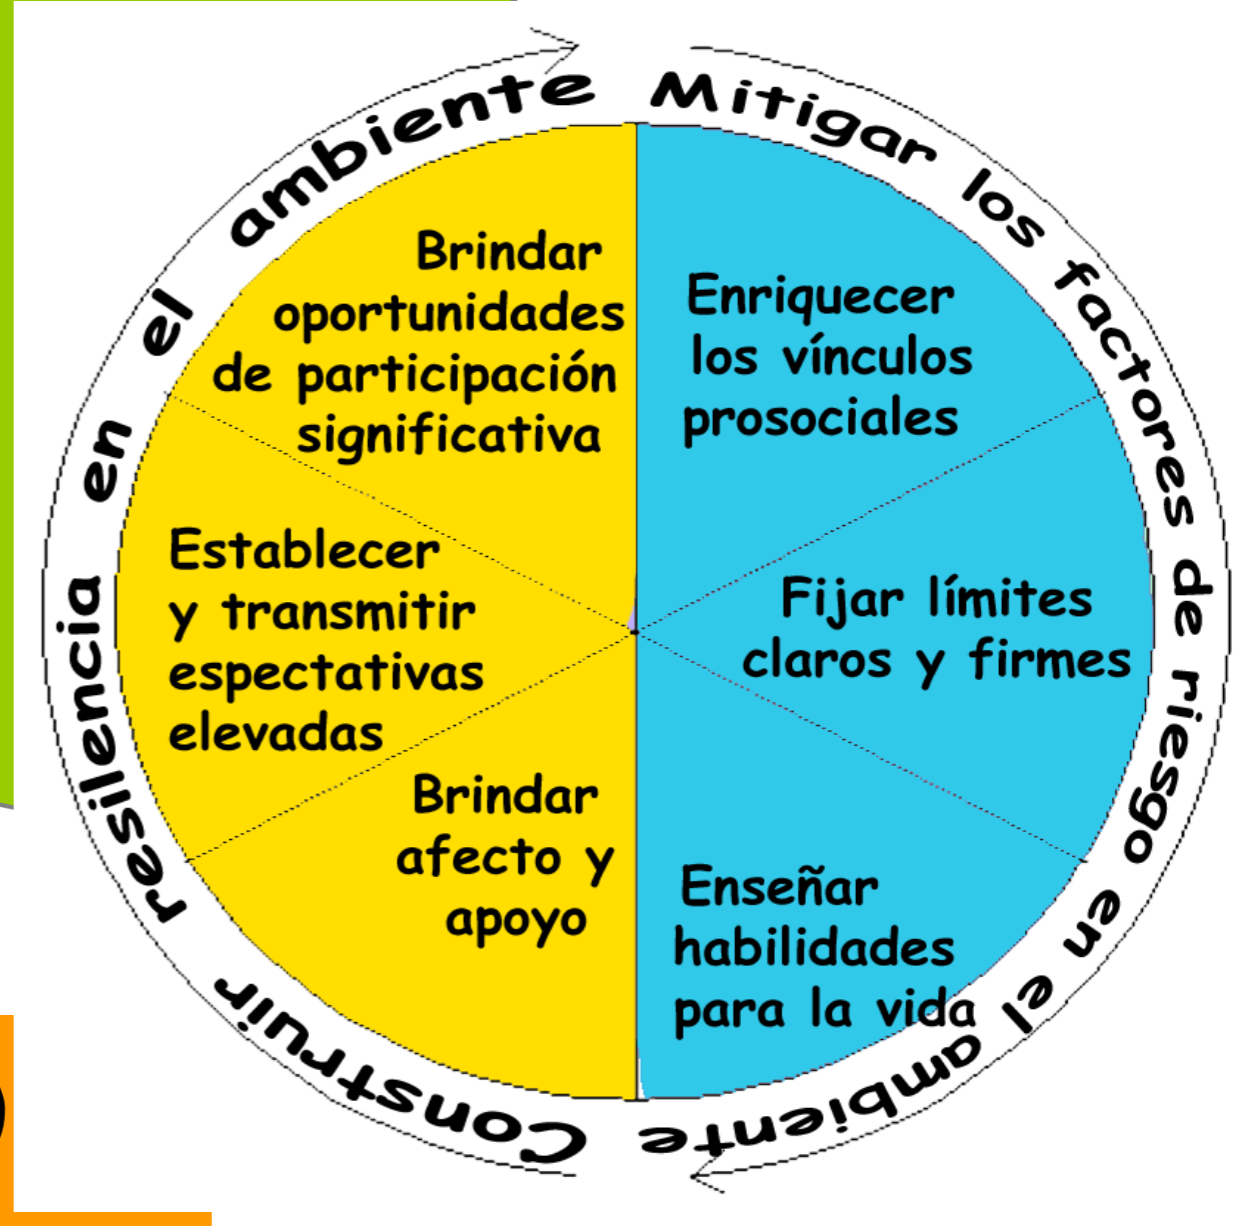 Mitigar los factores de riesgo en el ambiente
Construir resiliencia en el ambiente
Enriquecer
los vínculos
prosociales
Fijar límites
claros y firmes
Enseñar
habilidades
para la vida
Brindar
afecto y
apoyo
Establecer
y transmitir
espectativas
elevadas
Brindar
oportunidades
de participación
significativa